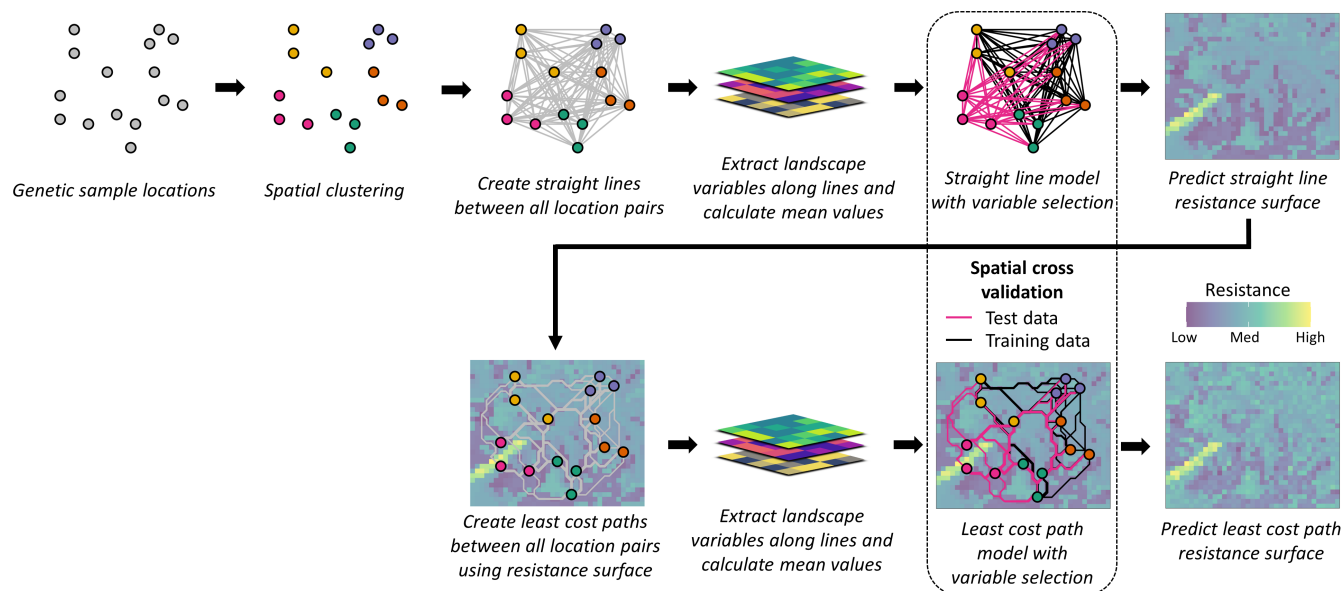 Genetic sample locations
Spatial clustering
Create straight lines
between all location pairs
Extract landscape
variables along lines and
calculate mean values
Straight line model
with variable selection
Predict straight line
resistance surface
Spatial cross
validation
Test data
Training data
Resistance
Low Med High
Create least cost paths
between all location pairs
using resistance surface
Extract landscape
variables along lines and
calculate mean values
Least cost path
model with
variable selection
Predict least cost path
resistance surface